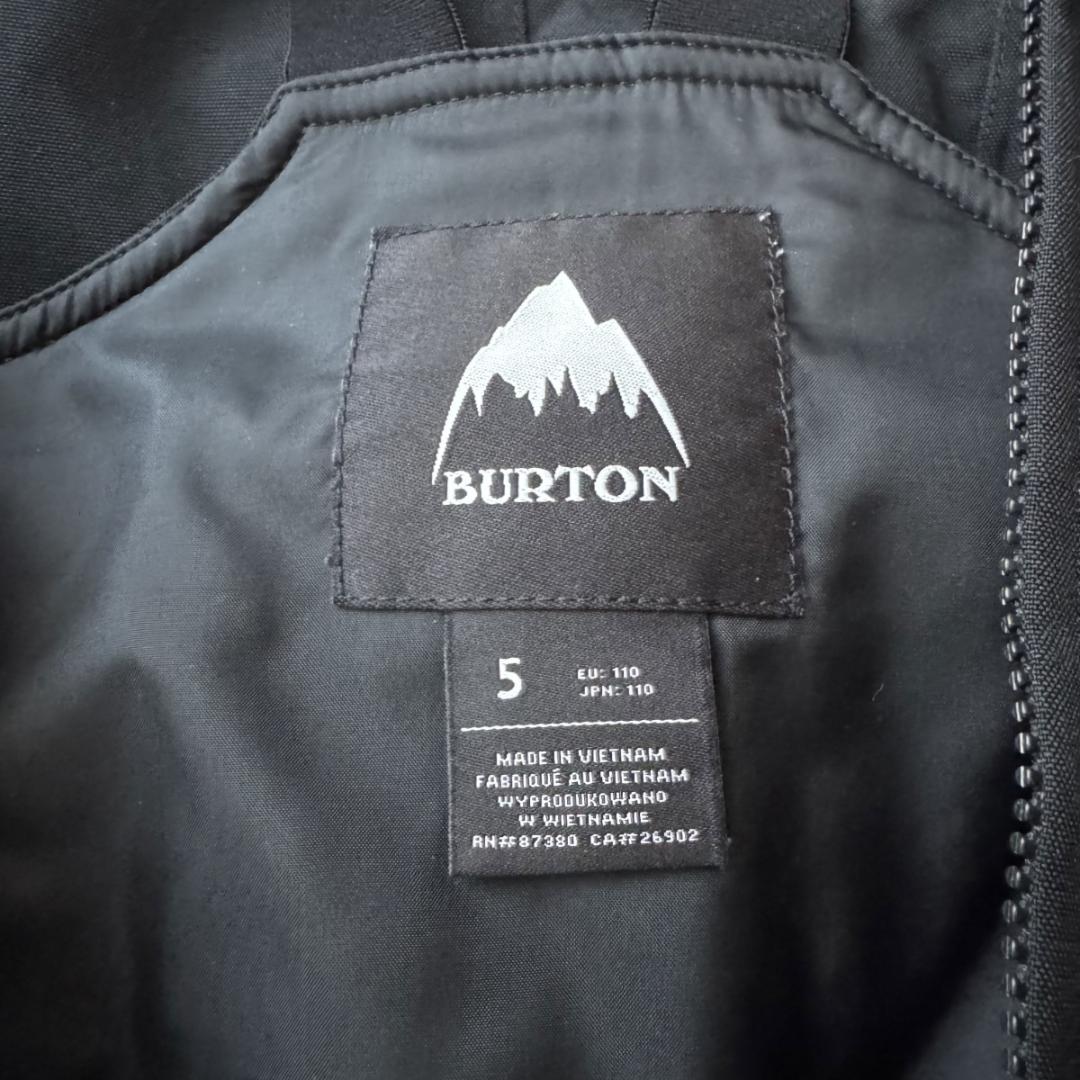 BURTON
5
EU: 110
JPN: 110
MADE IN VIETNAM
FABRIQUÉ AU VIETNAM
WYPRODUKOWANO
W WIETNAMIE
RN#87380 CA#26902